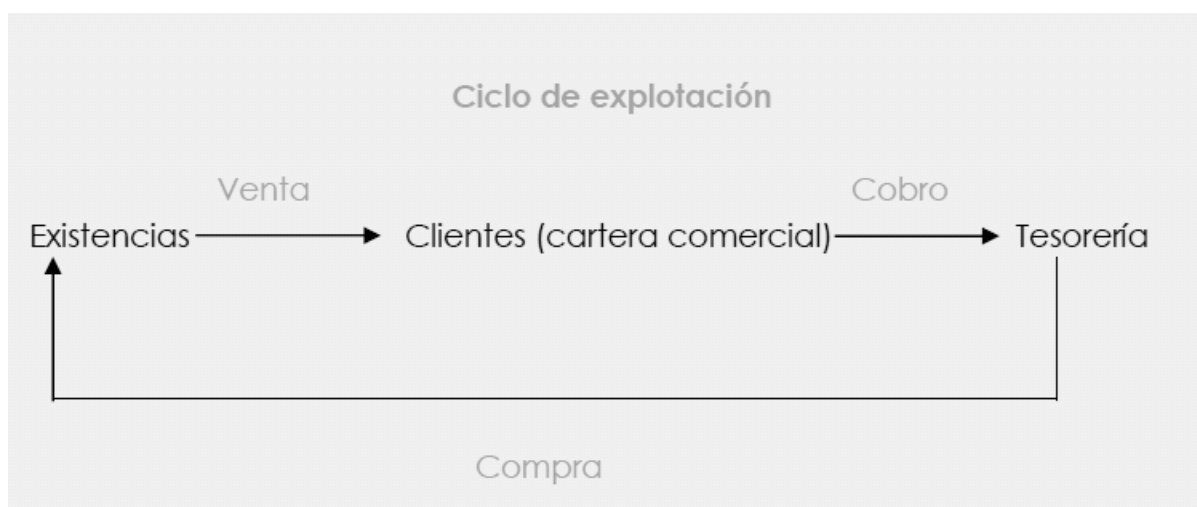 Ciclo de explotación
Venta
Cobro
Existencias
Clientes (cartera comercial)
Tesorería
Compra